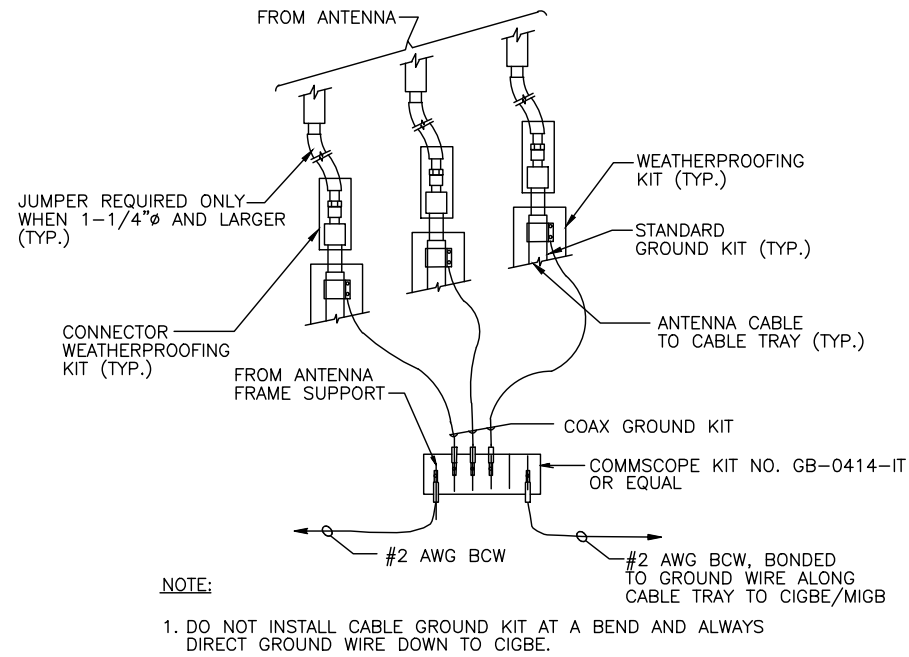 FROM ANTENNA
JUMPER REQUIRED ONLY
WHEN 1-1/4"ø AND LARGER
(TYP.)
WEATHERPROOFING
KIT (TYP.)
STANDARD
GROUND KIT (TYP.)
CONNECTOR
WEATHERPROOFING
KIT (TYP.)
ANTENNA CABLE
TO CABLE TRAY (TYP.)
FROM ANTENNA
FRAME SUPPORT
COAX GROUND KIT
COMMSCOPE KIT NO. GB-0414-IT
OR EQUAL
#2 AWG BCW
#2 AWG BCW, BONDED
TO GROUND WIRE ALONG
CABLE TRAY TO CIGBE/MIGB
NOTE:
1. DO NOT INSTALL CABLE GROUND KIT AT A BEND AND ALWAYS
DIRECT GROUND WIRE DOWN TO CIGBE.